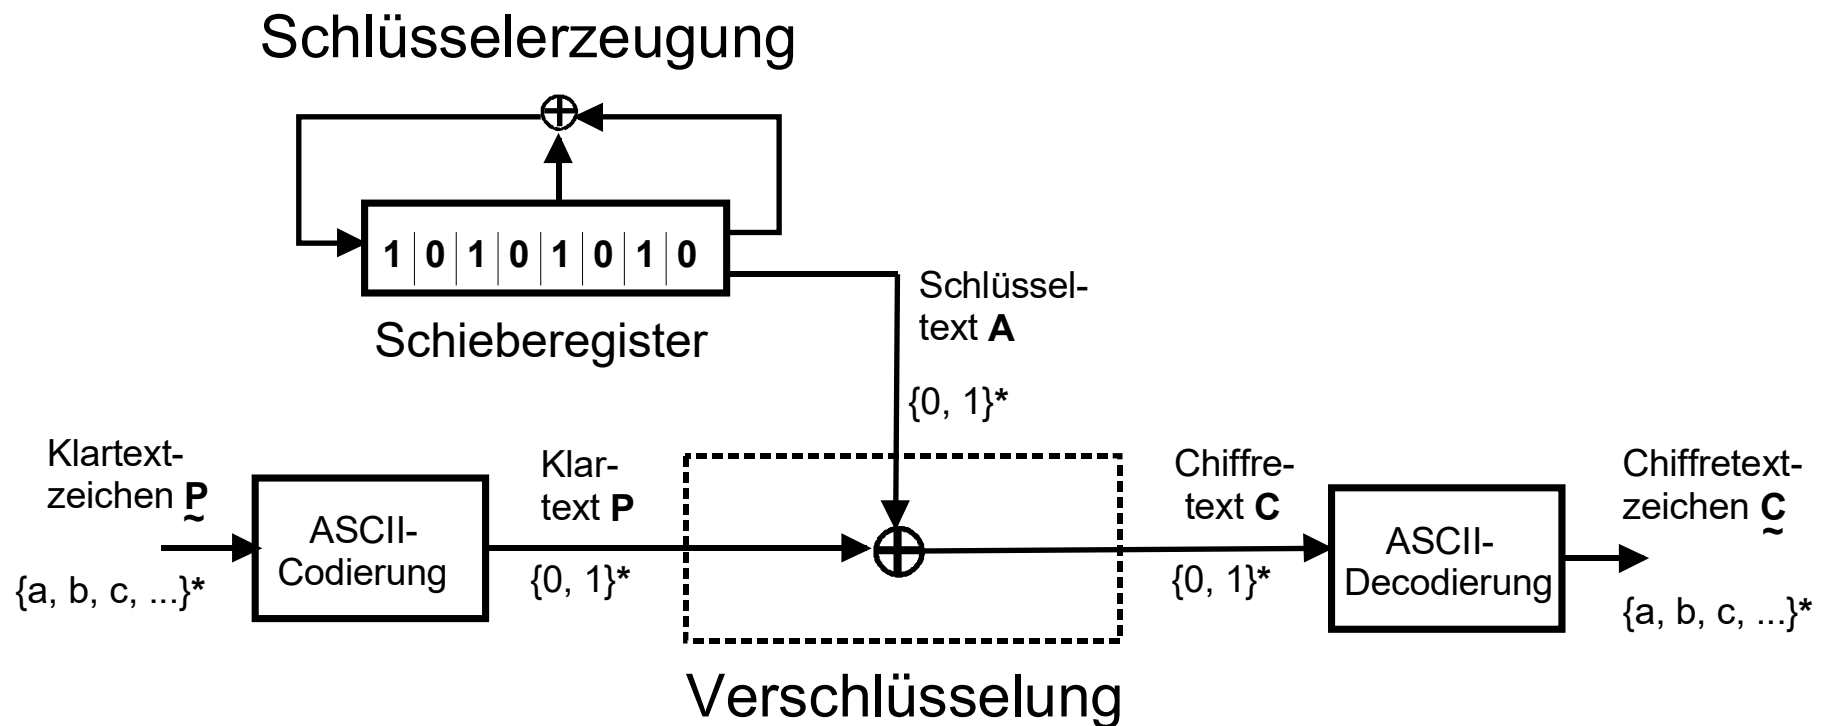 Schlüsselerzeugung
1 0 1 0 1 0 1 0
Schieberegister
Schlüssel-
text A
{0, 1}*
Klartext-
zeichen P̰
{a, b, c, ...}*
ASCII-
Codierung
Klar-
text P
{0, 1}*
Chiffre-
text C
{0, 1}*
ASCII-
Decodierung
Chiffretext-
zeichen C̰
{a, b, c, ...}*
Verschlüsselung